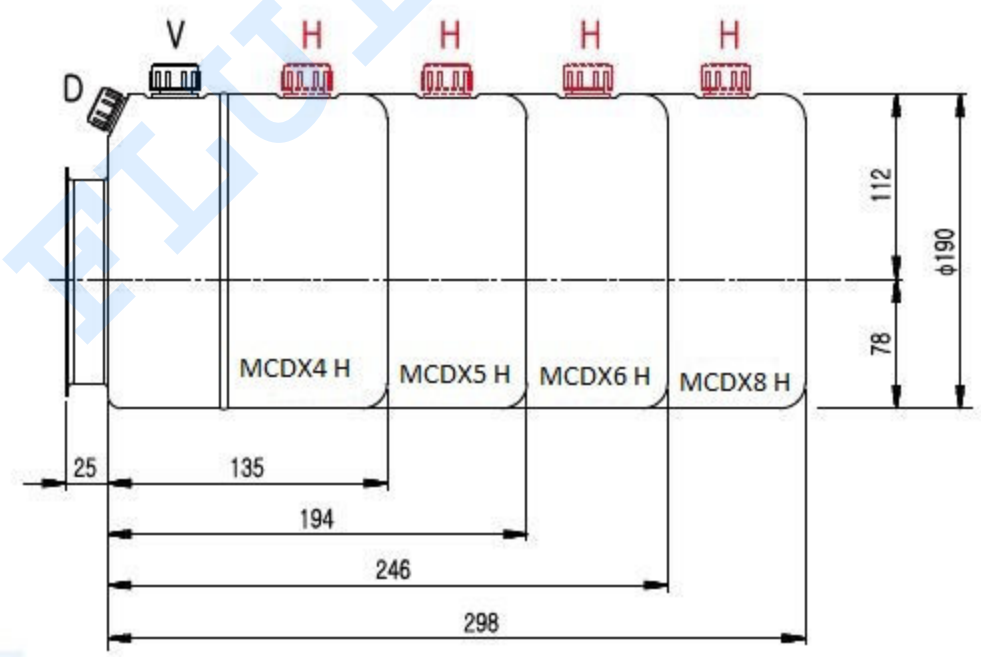 V
H
H
H
H
D
112
ϕ190
78
MCDX4 H
MCDX5 H
MCDX6 H
MCDX8 H
25
135
194
246
298